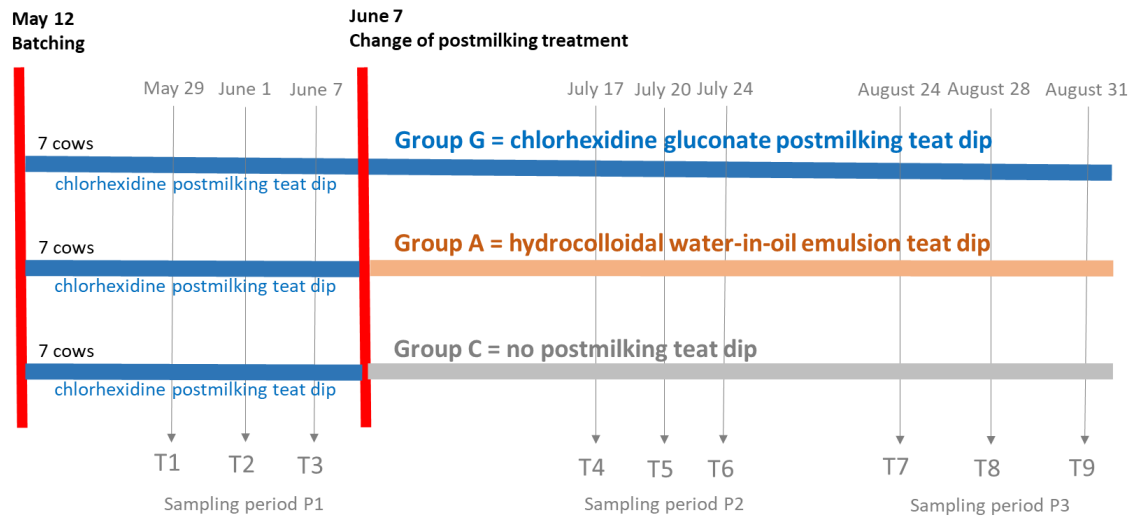 May 12
Batching
June 7
Change of postmilking treatment
May 29 June 1 June 7 July 17 July 20 July 24 August 24 August 28 August 31
7 cows
Group G = chlorhexidine gluconate postmilking teat dip
chlorhexidine postmilking teat dip
7 cows
Group A = hydrocolloidal water-in-oil emulsion teat dip
chlorhexidine postmilking teat dip
7 cows
Group C = no postmilking teat dip
chlorhexidine postmilking teat dip
T1 T2 T3 T4 T5 T6 T7 T8 T9
Sampling period P1 Sampling period P2 Sampling period P3